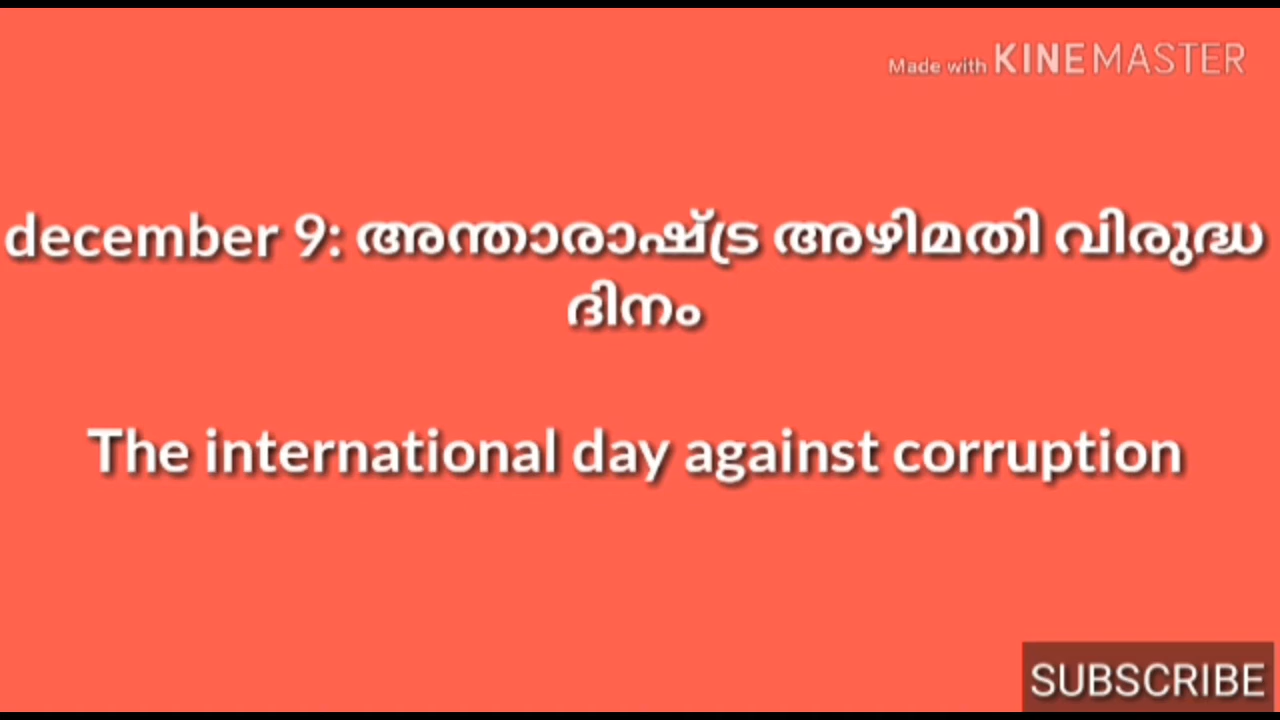 Made with KINEMASTER
december 9: അന്താരാഷ്ട്ര അഴിമതി വിരുദ്ധ
ദിനം
The international day against corruption
SUBSCRIBE